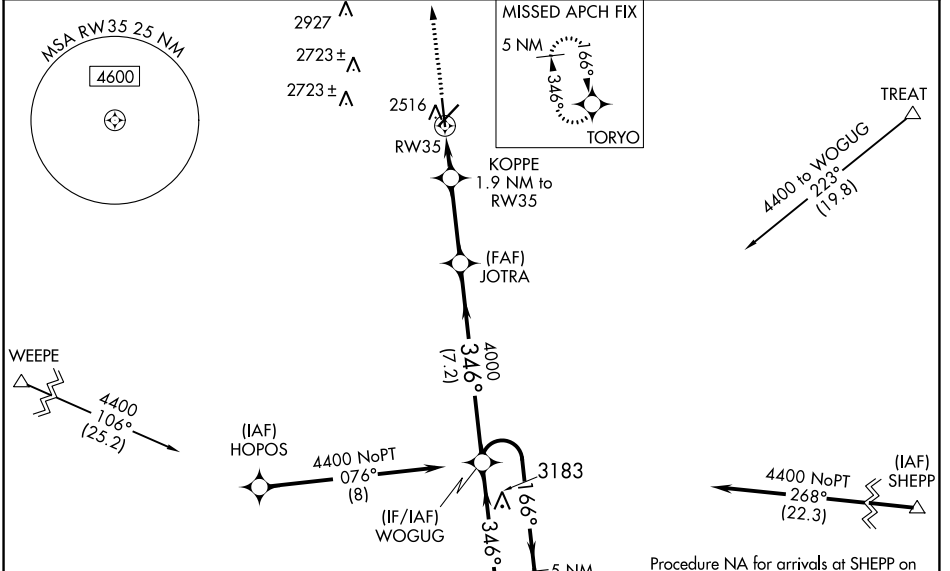 MSA RW35 25 NM
4600
2927
2723±
2723±
2516
RW35
MISSED APCH FIX
5 NM
166°
346°
TORYO
TREAT
4400 to WOGUG
223°
(19.8)
KOPPE
1.9 NM to
RW35
(FAF)
JOTRA
4000
346°
(7.2)
WEEPE
4400
106°
(25.2)
(IAF)
HOPOS
4400 NoPT
076°
(8)
(IF/IAF)
WOGUG
3183
166°
346°
5 NM
(IAF)
SHEPP
4400 NoPT
268°
(22.3)
Procedure NA for arrivals at SHEPP on